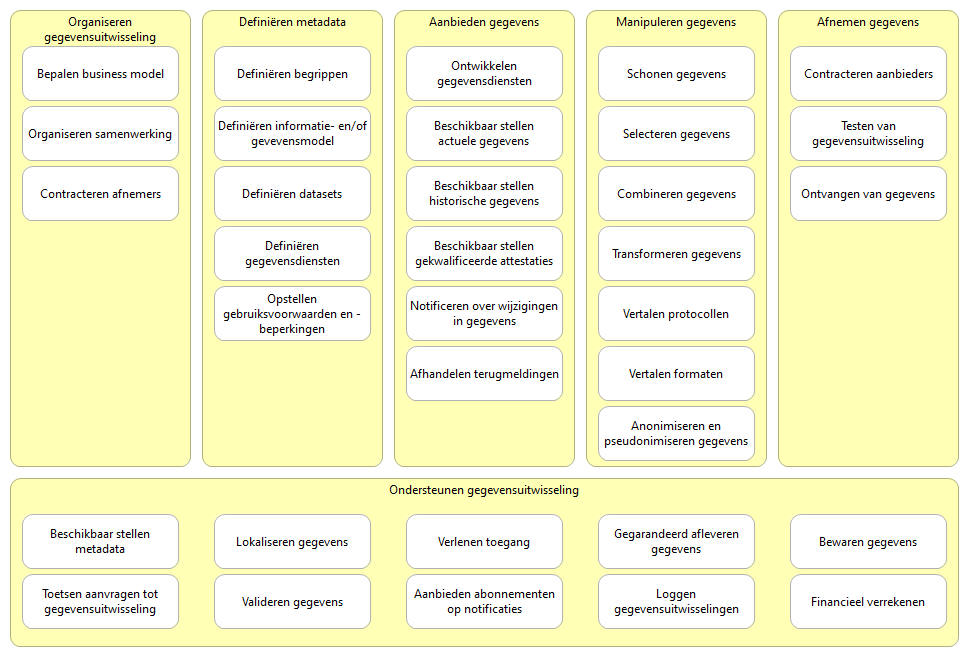 Organiseren
gegevensuitwisseling
Bepalen business model
Organiseren samenwerking
Contracteren afnemers
Definiëren metadata
Definiëren begrippen
Definiëren informatie- en/of
gevevensmodel
Definiëren datasets
Definiëren
gegevensdiensten
Opstellen
gebruiksvoorwaarden en -
beperkingen
Aanbieden gegevens
Ontwikkelen
gegevensdiensten
Beschikbaar stellen
actuele gegevens
Beschikbaar stellen
historische gegevens
Beschikbaar stellen
gekwalificeerde attestaties
Notificeren over wijzigingen
in gegevens
Afhandelen terugmeldingen
Manipuleren gegevens
Schonen gegevens
Selecteren gegevens
Combineren gegevens
Transformeren gegevens
Vertalen protocollen
Vertalen formaten
Anonimiseren en
pseudonimiseren gegevens
Afnemen gegevens
Contracteren aanbieders
Testen van
gegevensuitwisseling
Ontvangen van gegevens
Ondersteunen gegevensuitwisseling
Beschikbaar stellen
metadata
Lokaliseren gegevens
Verlenen toegang
Gegarandeerd afleveren
gegevens
Bewaren gegevens
Toetsen aanvragen tot
gegevensuitwisseling
Valideren gegevens
Aanbieden abonnementen
op notificaties
Loggen
gegevensuitwisselingen
Financieel verrekenen